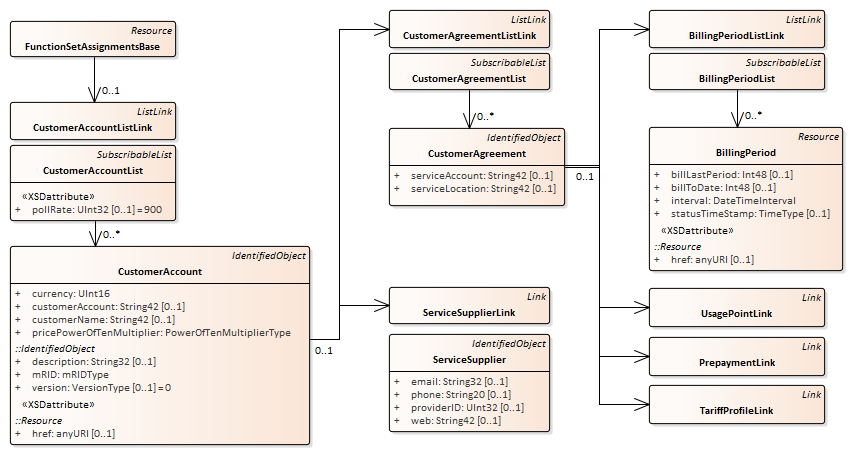 Resource
FunctionSetAssignmentsBase
0..1
ListLink
CustomerAccountListLink
SubscribableList
CustomerAccountList
«XSDattribute»
+ pollRate: UInt32 [0..1] = 900
0..*
IdentifiedObject
CustomerAccount
+ currency: UInt16
+ customerAccount: String42 [0..1]
+ customerName: String42 [0..1]
+ pricePowerOfTenMultiplier: PowerOfTenMultiplierType
::IdentifiedObject
+ description: String32 [0..1]
+ mRID: mRIDType
+ version: VersionType [0..1] = 0
«XSDattribute»
::Resource
+ href: anyURI [0..1]
0..1
ListLink
CustomerAgreementListLink
SubscribableList
CustomerAgreementList
0..*
IdentifiedObject
CustomerAgreement
+ serviceAccount: String42 [0..1]
+ serviceLocation: String42 [0..1]
0..1
Link
ServiceSupplierLink
IdentifiedObject
ServiceSupplier
+ email: String32 [0..1]
+ phone: String20 [0..1]
+ providerID: UInt32 [0..1]
+ web: String42 [0..1]
ListLink
BillingPeriodListLink
SubscribableList
BillingPeriodList
0..*
Resource
BillingPeriod
+ billLastPeriod: Int48 [0..1]
+ billToDate: Int48 [0..1]
+ interval: DateTimeInterval
+ statusTimeStamp: TimeType [0..1]
«XSDattribute»
::Resource
+ href: anyURI [0..1]
Link
UsagePointLink
Link
PrepaymentLink
Link
TariffProfileLink